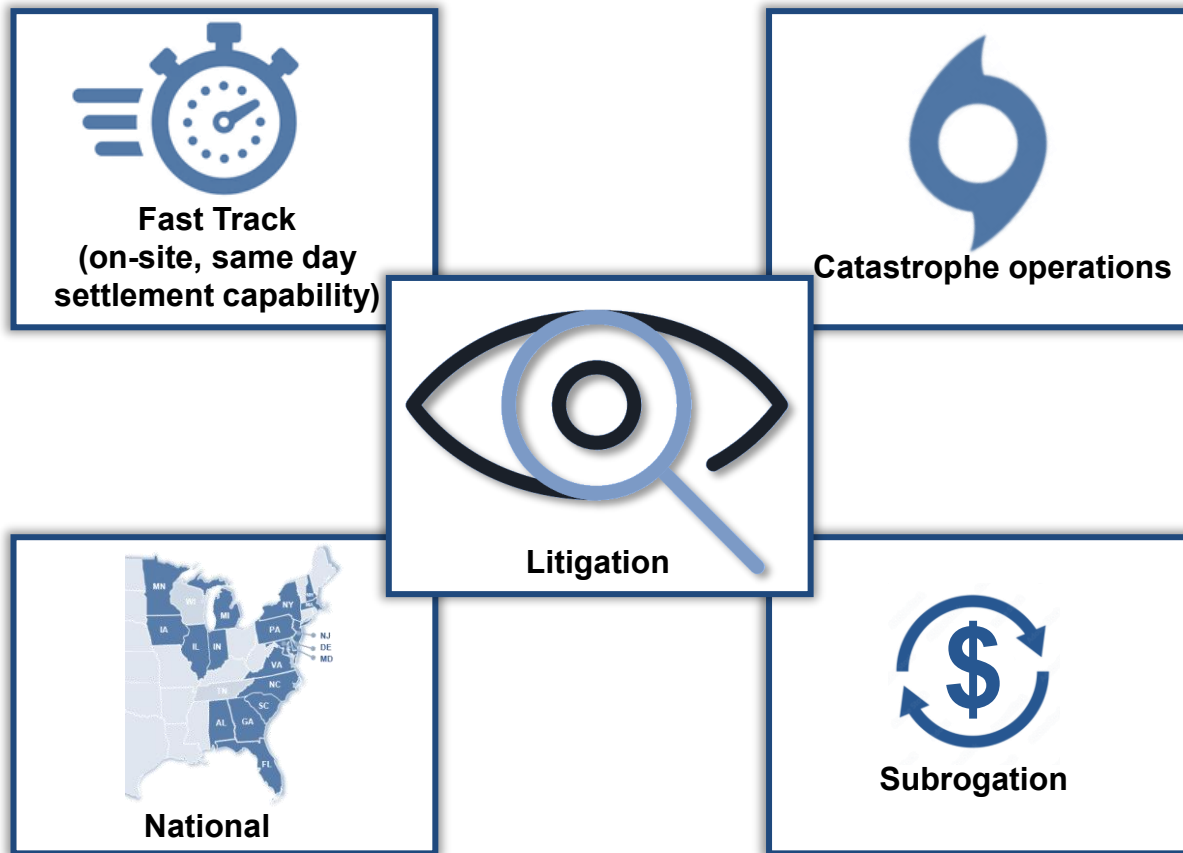 Fast Track
(on-site, same day
settlement capability)
Catastrophe operations
Litigation
MN
WI
MI
NY
IA
IL
IN
PA
NJ
DE
MD
VA
TN
NC
SC
AL
GA
FL
National
$
Subrogation